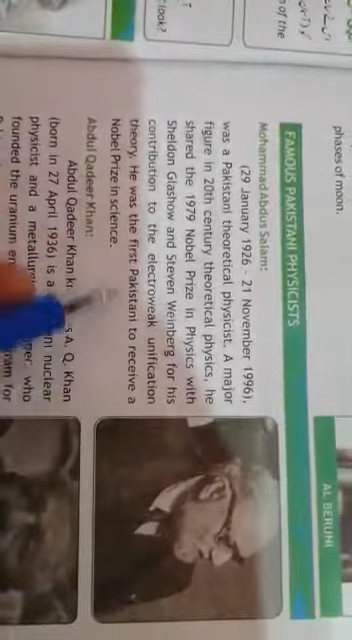 phases of moon.
AL BERUNI
FAMOUS PAKISTANI PHYSICISTS
Mohammad Abdus Salam:
(29 January 1926 - 21 November 1996),
was a Pakistani theoretical physicist. A major
figure in 20th century theoretical physics, he
shared the 1979 Nobel Prize in Physics with
Sheldon Glashow and Steven Weinberg for his
contribution to the electroweak unification
theory. He was the first Pakistani to receive a
Nobel Prize in science.
Abdul Qadeer Khan:
Abdul Qadeer Khan A. Q. Khan
(born in 27 April 1936) is a nuclear
physicist and a who
founded the uranium for
look?
of the